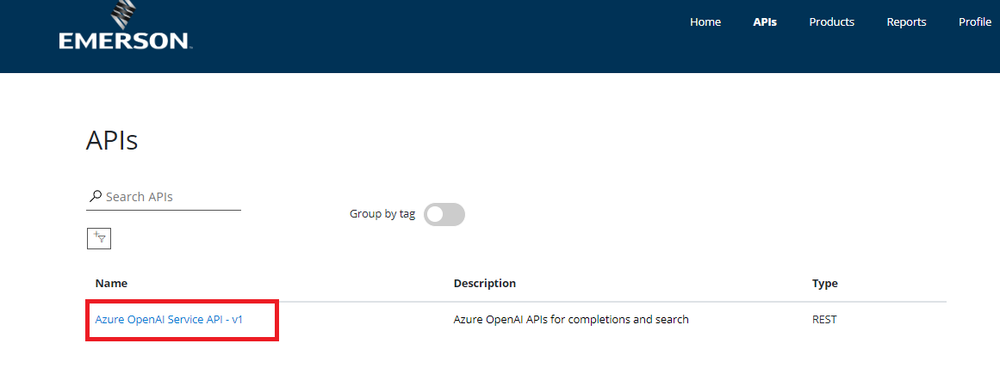 Home APIs Products Reports Profile
EMERSON™
APIs
Search APIs
Group by tag
Name Description Type
Azure OpenAI Service API - v1 Azure OpenAI APIs for completions and search REST